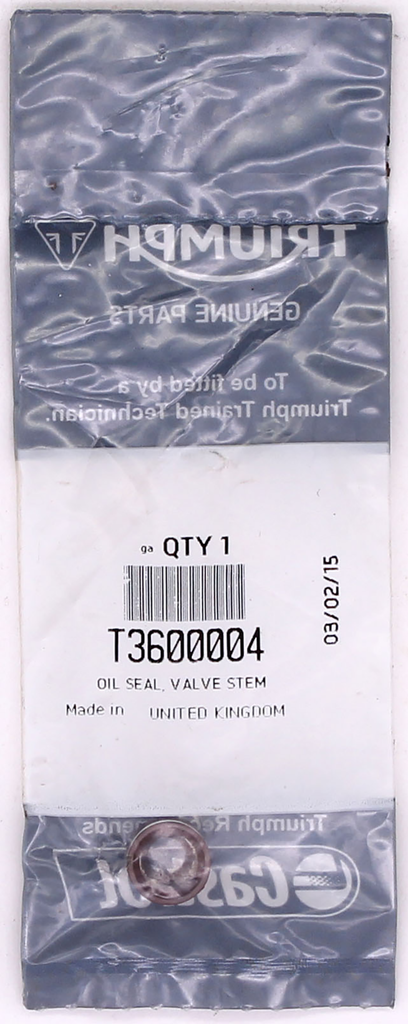 TRIUMPH
GENUINE PARTS
To be fitted by a
Triumph Trained Technician.
ga QTY 1
T3600004
03/02/15
OIL SEAL, VALVE STEM
Made in UNITED KINGDOM
Triumph Recommends
Castrol